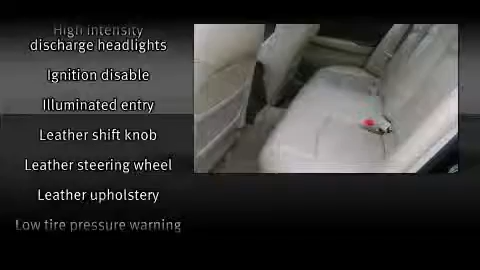 High intensity
discharge headlights
Ignition disable
Illuminated entry
Leather shift knob
Leather steering wheel
Leather upholstery
Low tire pressure warning